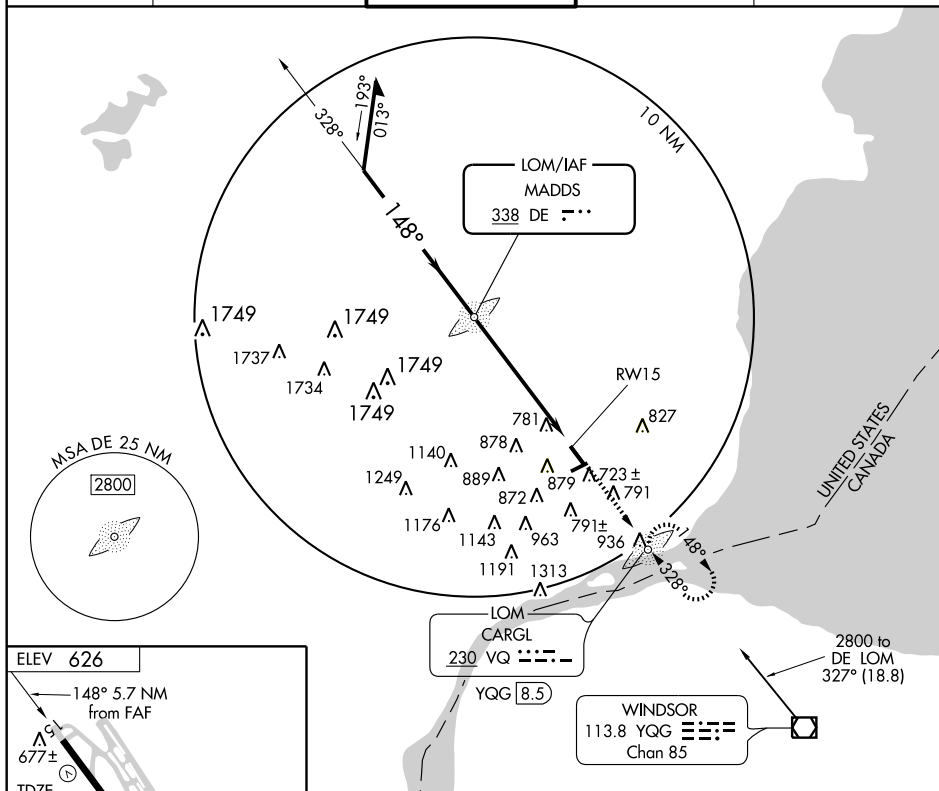 328°
193°
013°
10 NM
LOM/IAF
MADDS
338 DE
148°
1749
1749
1737
1734
1749
1749
RW15
781
827
878
1140
889
879
723 ±
1249
872
791
1176
791±
1143
963
936
1191
1313
148°
328°
UNITED STATES
CANADA
MSA DE 25 NM
2800
LOM
CARGL
230 VQ
YQG 8.5
2800 to
DE LOM
327° (18.8)
WINDSOR
113.8 YQG
Chan 85
ELEV 626
148° 5.7 NM
from FAF
15
677±
V
TDZE